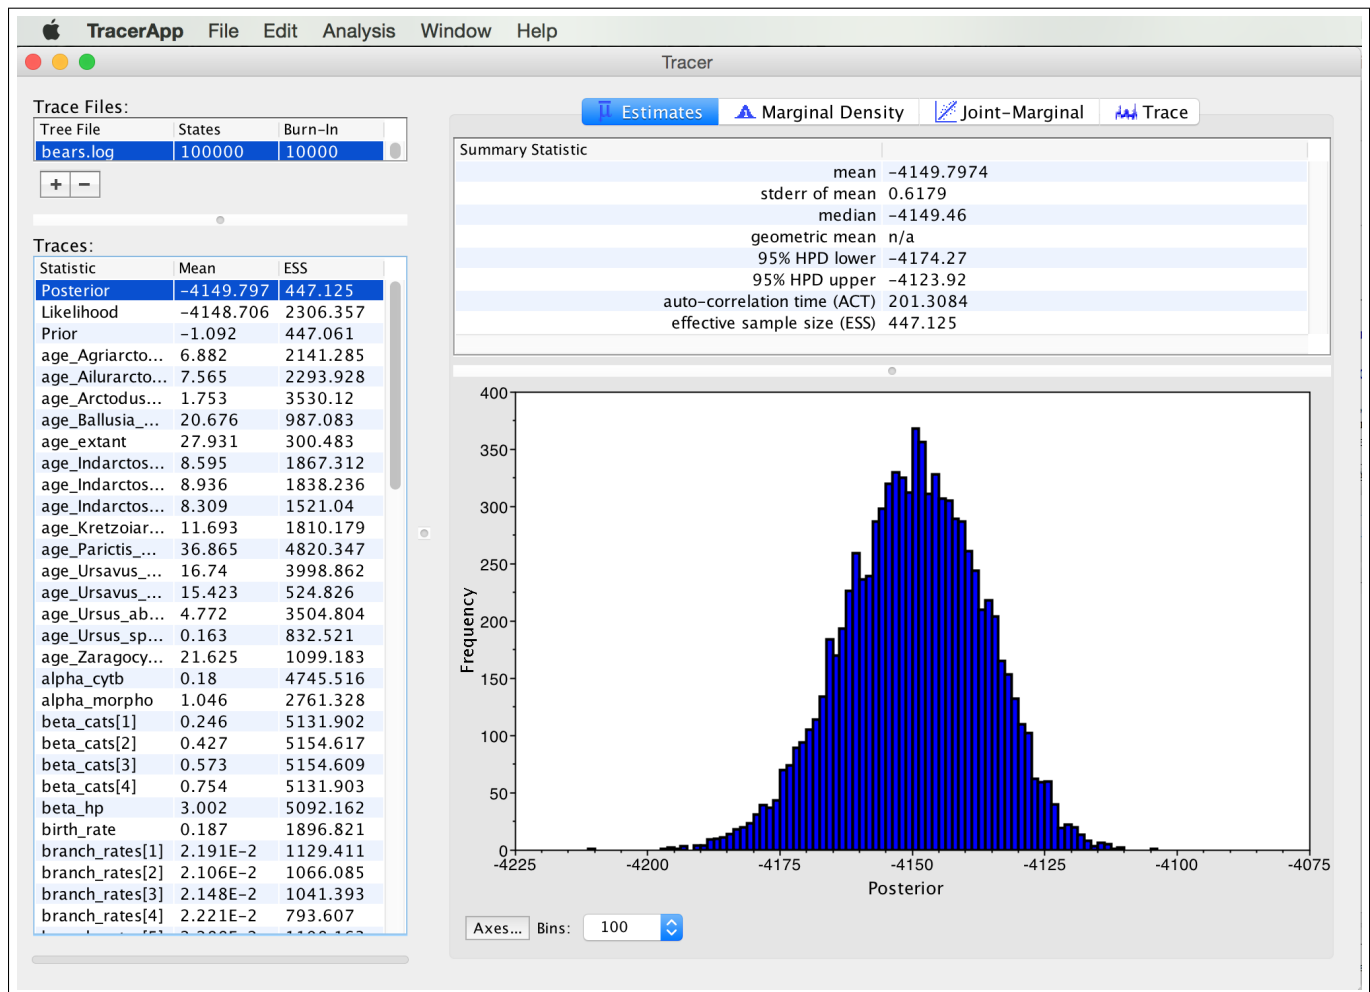 TracerApp File Edit Analysis Window Help
Tracer
Trace Files:
Tree File States Burn-In
bears.log 100000 10000
+ −
Traces:
Statistic Mean ESS
Posterior −4149.797 447.125
Likelihood −4148.706 2306.357
Prior −1.092 447.061
age_Agriarcto... 6.882 2141.285
age_Ailurarcto... 7.565 2293.928
age_Arctodus... 1.753 3530.12
age_Ballusia_... 20.676 987.083
age_extant 27.931 300.483
age_Indarctos... 8.595 1867.312
age_Indarctos... 8.936 1838.236
age_Indarctos... 8.309 1521.04
age_Kretzoiar... 11.693 1810.179
age_Parictis_... 36.865 4820.347
age_Ursavus_... 16.74 3998.862
age_Ursavus_... 15.423 524.826
age_Ursus_ab... 4.772 3504.804
age_Ursus_sp... 0.163 832.521
age_Zaragocy... 21.625 1099.183
alpha_cytb 0.18 4745.516
alpha_morpho 1.046 2761.328
beta_cats[1] 0.246 5131.902
beta_cats[2] 0.427 5154.617
beta_cats[3] 0.573 5154.609
beta_cats[4] 0.754 5131.903
beta_hp 3.002 5092.162
birth_rate 0.187 1896.821
branch_rates[1] 2.191E−2 1129.411
branch_rates[2] 2.106E−2 1066.085
branch_rates[3] 2.148E−2 1041.393
branch_rates[4] 2.221E−2 793.607
Estimates Marginal Density Joint−Marginal Trace
Summary Statistic
mean −4149.7974
stderr of mean 0.6179
median −4149.46
geometric mean n/a
95% HPD lower −4174.27
95% HPD upper −4123.92
auto-correlation time (ACT) 201.3084
effective sample size (ESS) 447.125
400
350
300
250
200
150
100
50
0
Frequency
-4225 -4200 -4175 -4150 -4125 -4100 -4075
Posterior
Axes... Bins: 100